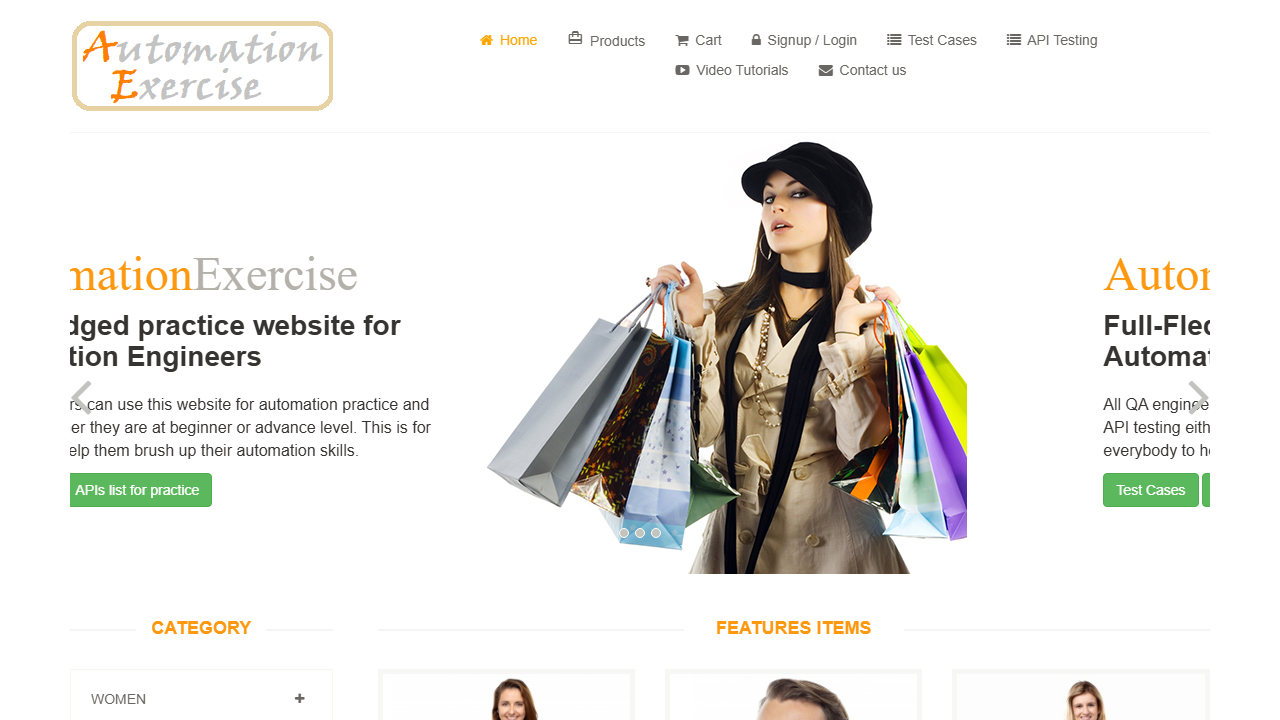 Automation
Exercise
Home
Products
Cart
Signup / Login
Test Cases
API Testing
Video Tutorials
Contact us
mationExercise
dged practice website for
tion Engineers
rs can use this website for automation practice and
er they are at beginner or advance level. This is for
elp them brush up their automation skills.
APIs list for practice
Autom
Full-Fled
Automat
All QA engine
API testing eith
everybody to he
Test Cases
CATEGORY
FEATURES ITEMS
WOMEN